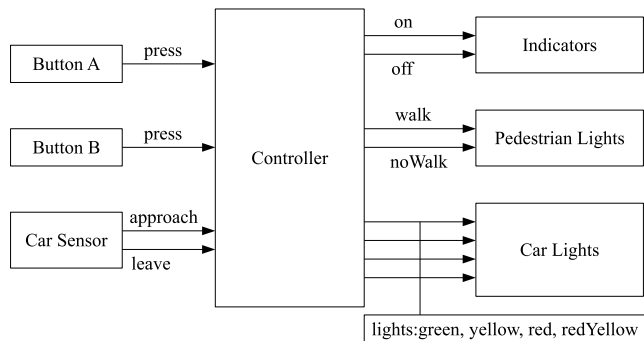 on
Indicators
press
Button A
off
walk
press
Pedestrian Lights
Button B
Controller
noWalk
approach
Car Sensor
Car Lights
leave
lights:green, yellow, red, redYellow